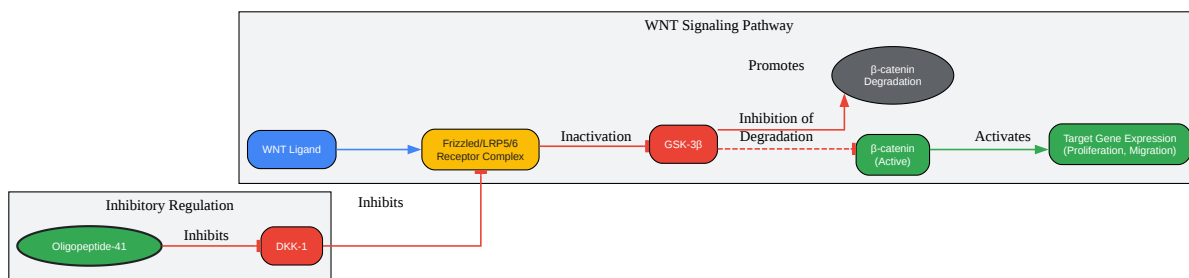 WNT Signaling Pathway
Promotes
β-catenin
Degradation
WNT Ligand
Frizzled/LRP5/6
Receptor Complex
Inactivation
GSK-3β
Inhibition of
Degradation
β-catenin
(Active)
Activates
Target Gene Expression
(Proliferation, Migration)
Inhibitory Regulation
Inhibits
Oligopeptide-41
Inhibits
DKK-1